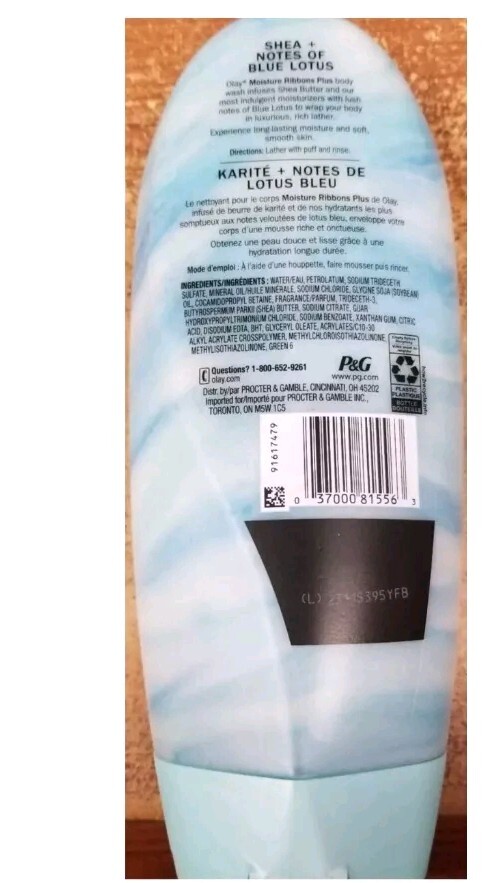 SHEA +
NOTES OF
BLUE LOTUS
Olay® Moisture Ribbons Plus body
wash infuses Shea Butter and our
most indulgent moisturizers with lush
notes of Blue Lotus to wrap your body
in luxurious, rich lather.
Experience long-lasting moisture and soft,
smooth skin.
Directions: Lather with puff and rinse.
KARITÉ + NOTES DE
LOTUS BLEU
Le nettoyant pour le corps Moisture Ribbons Plus de Olay,
infusé de beurre de karité et de nos hydratants les plus
somptueux aux notes veloutées de lotus bleu, enveloppe votre
corps d'une mousse riche et onctueuse.
Obtenez une peau douce et lisse grâce à une
hydratation longue durée.
Mode d'emploi : À l'aide d'une houppette, faire mousser puis rincer.
INGREDIENTS/INGRÉDIENTS : WATER/EAU, PETROLATUM, SODIUM TRIDECETH
SULFATE, MINERAL OIL/HUILE MINERALE, SODIUM CHLORIDE, GLYCINE SOJA (SOYBEAN)
OIL, COCAMIDOPROPYL BETAINE, FRAGRANCE/PARFUM, TRIDECETH-3,
BUTYROSPERMUM PARKII (SHEA) BUTTER, SODIUM CITRATE, GUAR
HYDROXYPROPYLTRIMONIUM CHLORIDE, SODIUM BENZOATE, XANTHAN GUM, CITRIC
ACID, DISODIUM EDTA, BHT, GLYCERYL OLEATE, ACRYLATES/C10-30
ALKYL ACRYLATE CROSSPOLYMER, METHYLCHLOROISOTHIAZOLINONE,
METHYLISOTHIAZOLINONE, GREEN 6
Questions? 1-800-652-9261
olay.com
P&G
www.pg.com
Distr. by/par PROCTER & GAMBLE, CINCINNATI, OH 45202
Imported for/Importé pour PROCTER & GAMBLE INC.,
TORONTO, ON M5W 1C5
PLASTIC
PLASTIQUE
BOTTLE
BOUTEILLE
91617479
0 37000 81556 3
(L) 5395YFB